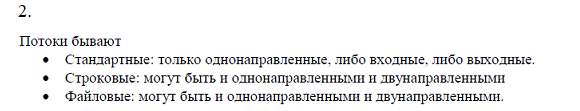 2.
Потоки бывают
• Стандартные: только однонаправленные, либо входные, либо выходные.
• Строковые: могут быть и однонаправленными и двунаправленными
• Файловые: могут быть и однонаправленными и двунаправленными.